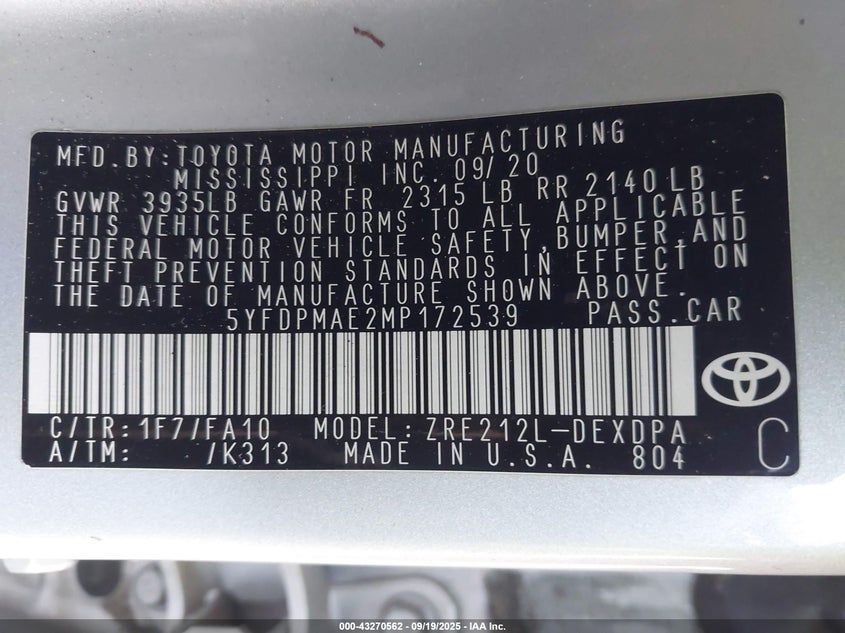 MFD.BY:TOYOTA MOTOR MANUFACTURING
MISSISSIPPI INC. 09/20
GVWR 3935LB GAWR FR 2315 LB RR 2140 LB
THIS VEHICLE CONFORMS TO ALL APPLICABLE
FEDERAL MOTOR VEHICLE SAFETY,BUMPER,AND
THEFT PREVENTION STANDARDS IN EFFECT ON
THE DATE OF MANUFACTURE SHOWN ABOVE.
5YFDPMAE2MP172539 PASS.CAR
C/TR:1F7/FA10 MODEL:ZRE212L-DEXDPA
A/TM: /K313 MADE IN U.S.A. 804 C
000-43270562 - 09/19/2025 - IAA Inc.